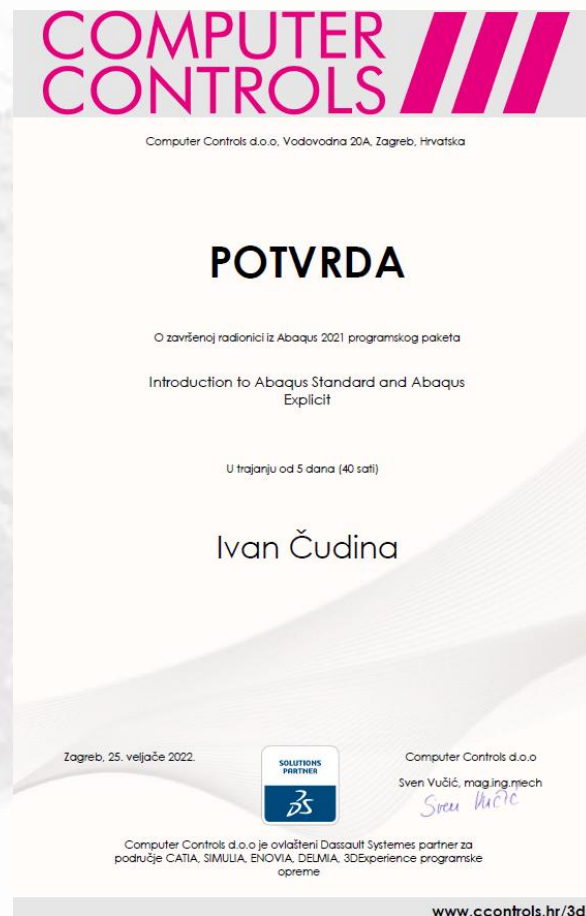 COMPUTER
CONTROLS
Computer Controls d.o.o, Vodovodna 20A, Zagreb, Hrvatska
POTVRDA
O završenoj radionici iz Abaqus 2021 programskog paketa
Introduction to Abaqus Standard and Abaqus
Explicit
U trajanju od 5 dana (40 sati)
Ivan Čudina
Zagreb, 25. veljače 2022.
SOLUTIONS
PARTNER
3DS
Computer Controls d.o.o
Sven Vučić, mag.ing.mech
Sven Vučić
Computer Controls d.o.o je ovlašteni Dassault Systemes partner za
područje CATIA, SIMULIA, ENOVIA, DELMIA, 3DExperience programske
opreme
www.ccontrols.hr/3d